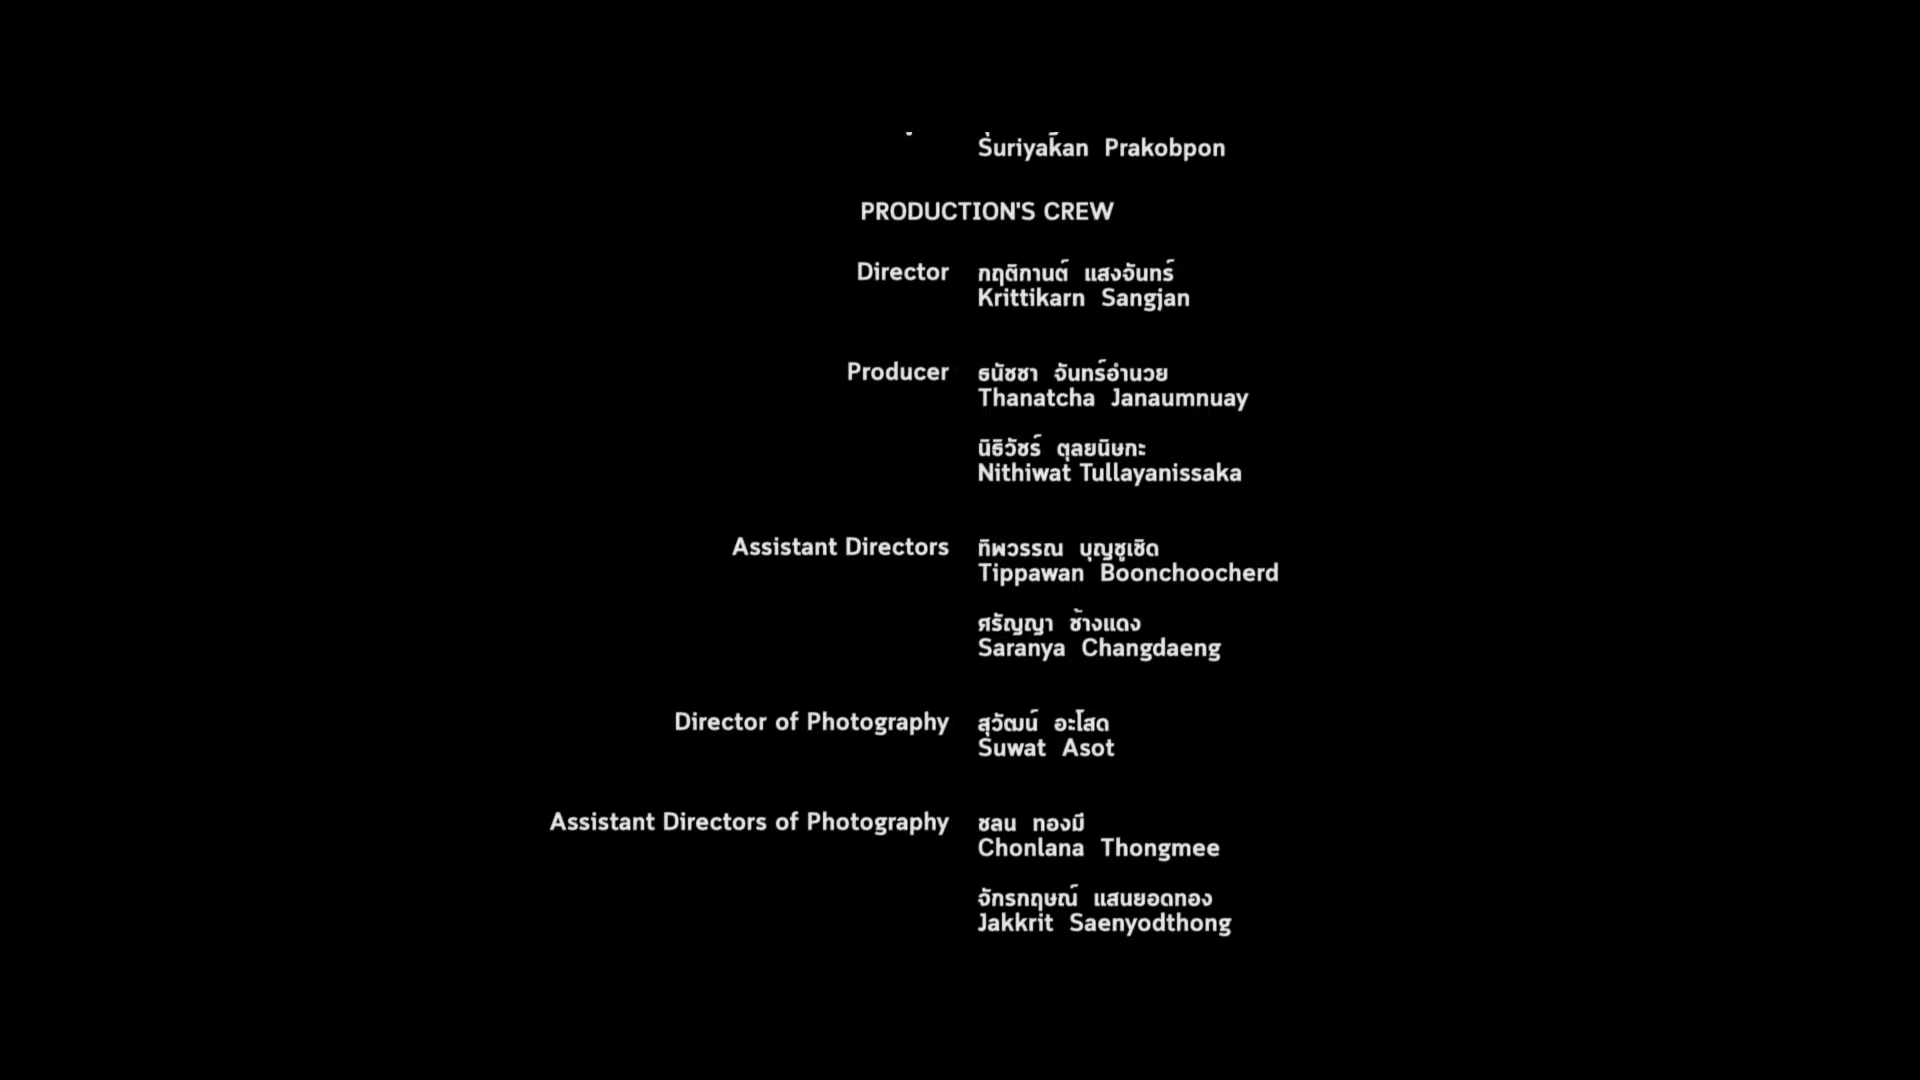 Suriyakan Prakobpon
PRODUCTION'S CREW
Director กฤติกานต์ แสงจันทร์
Krittikarn Sangjan
Producer ธนัชชา จันทร์อำนวย
Thanatcha Janaumnuay
นิธิวัชร์ ตุลยนิษกะ
Nithiwat Tullayanissaka
Assistant Directors ทิพวรรณ บุญชูเชิด
Tippawan Boonchoocherd
ศรัญญา ช้างแดง
Saranya Changdaeng
Director of Photography สุวัฒน์ อะโสด
Suwat Asot
Assistant Directors of Photography ชลน ทองมี
Chonlana Thongmee
จักรกฤษณ์ แสนยอดทอง
Jakkrit Saenyodthong